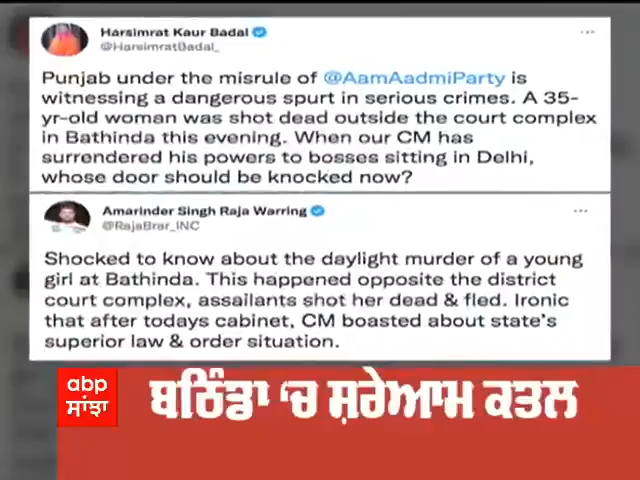 Harsimrat Kaur Badal
@HarsimratBadal_
Punjab under the misrule of @AamAadmiParty is
witnessing a dangerous spurt in serious crimes. A 35-
yr-old woman was shot dead outside the court complex
in Bathinda this evening. When our CM has
surrendered his powers to bosses sitting in Delhi,
whose door should be knocked now?
Amarinder Singh Raja Warring
@RajaBrar_INC
Shocked to know about the daylight murder of a young
girl at Bathinda. This happened opposite the district
court complex, assailants shot her dead & fled. Ironic
that after todays cabinet, CM boasted about state's
superior law & order situation.
abp
ਸਾਂਝਾ
ਬਠਿੰਡਾ 'ਚ ਸ਼ਰੇਆਮ ਕਤਲ